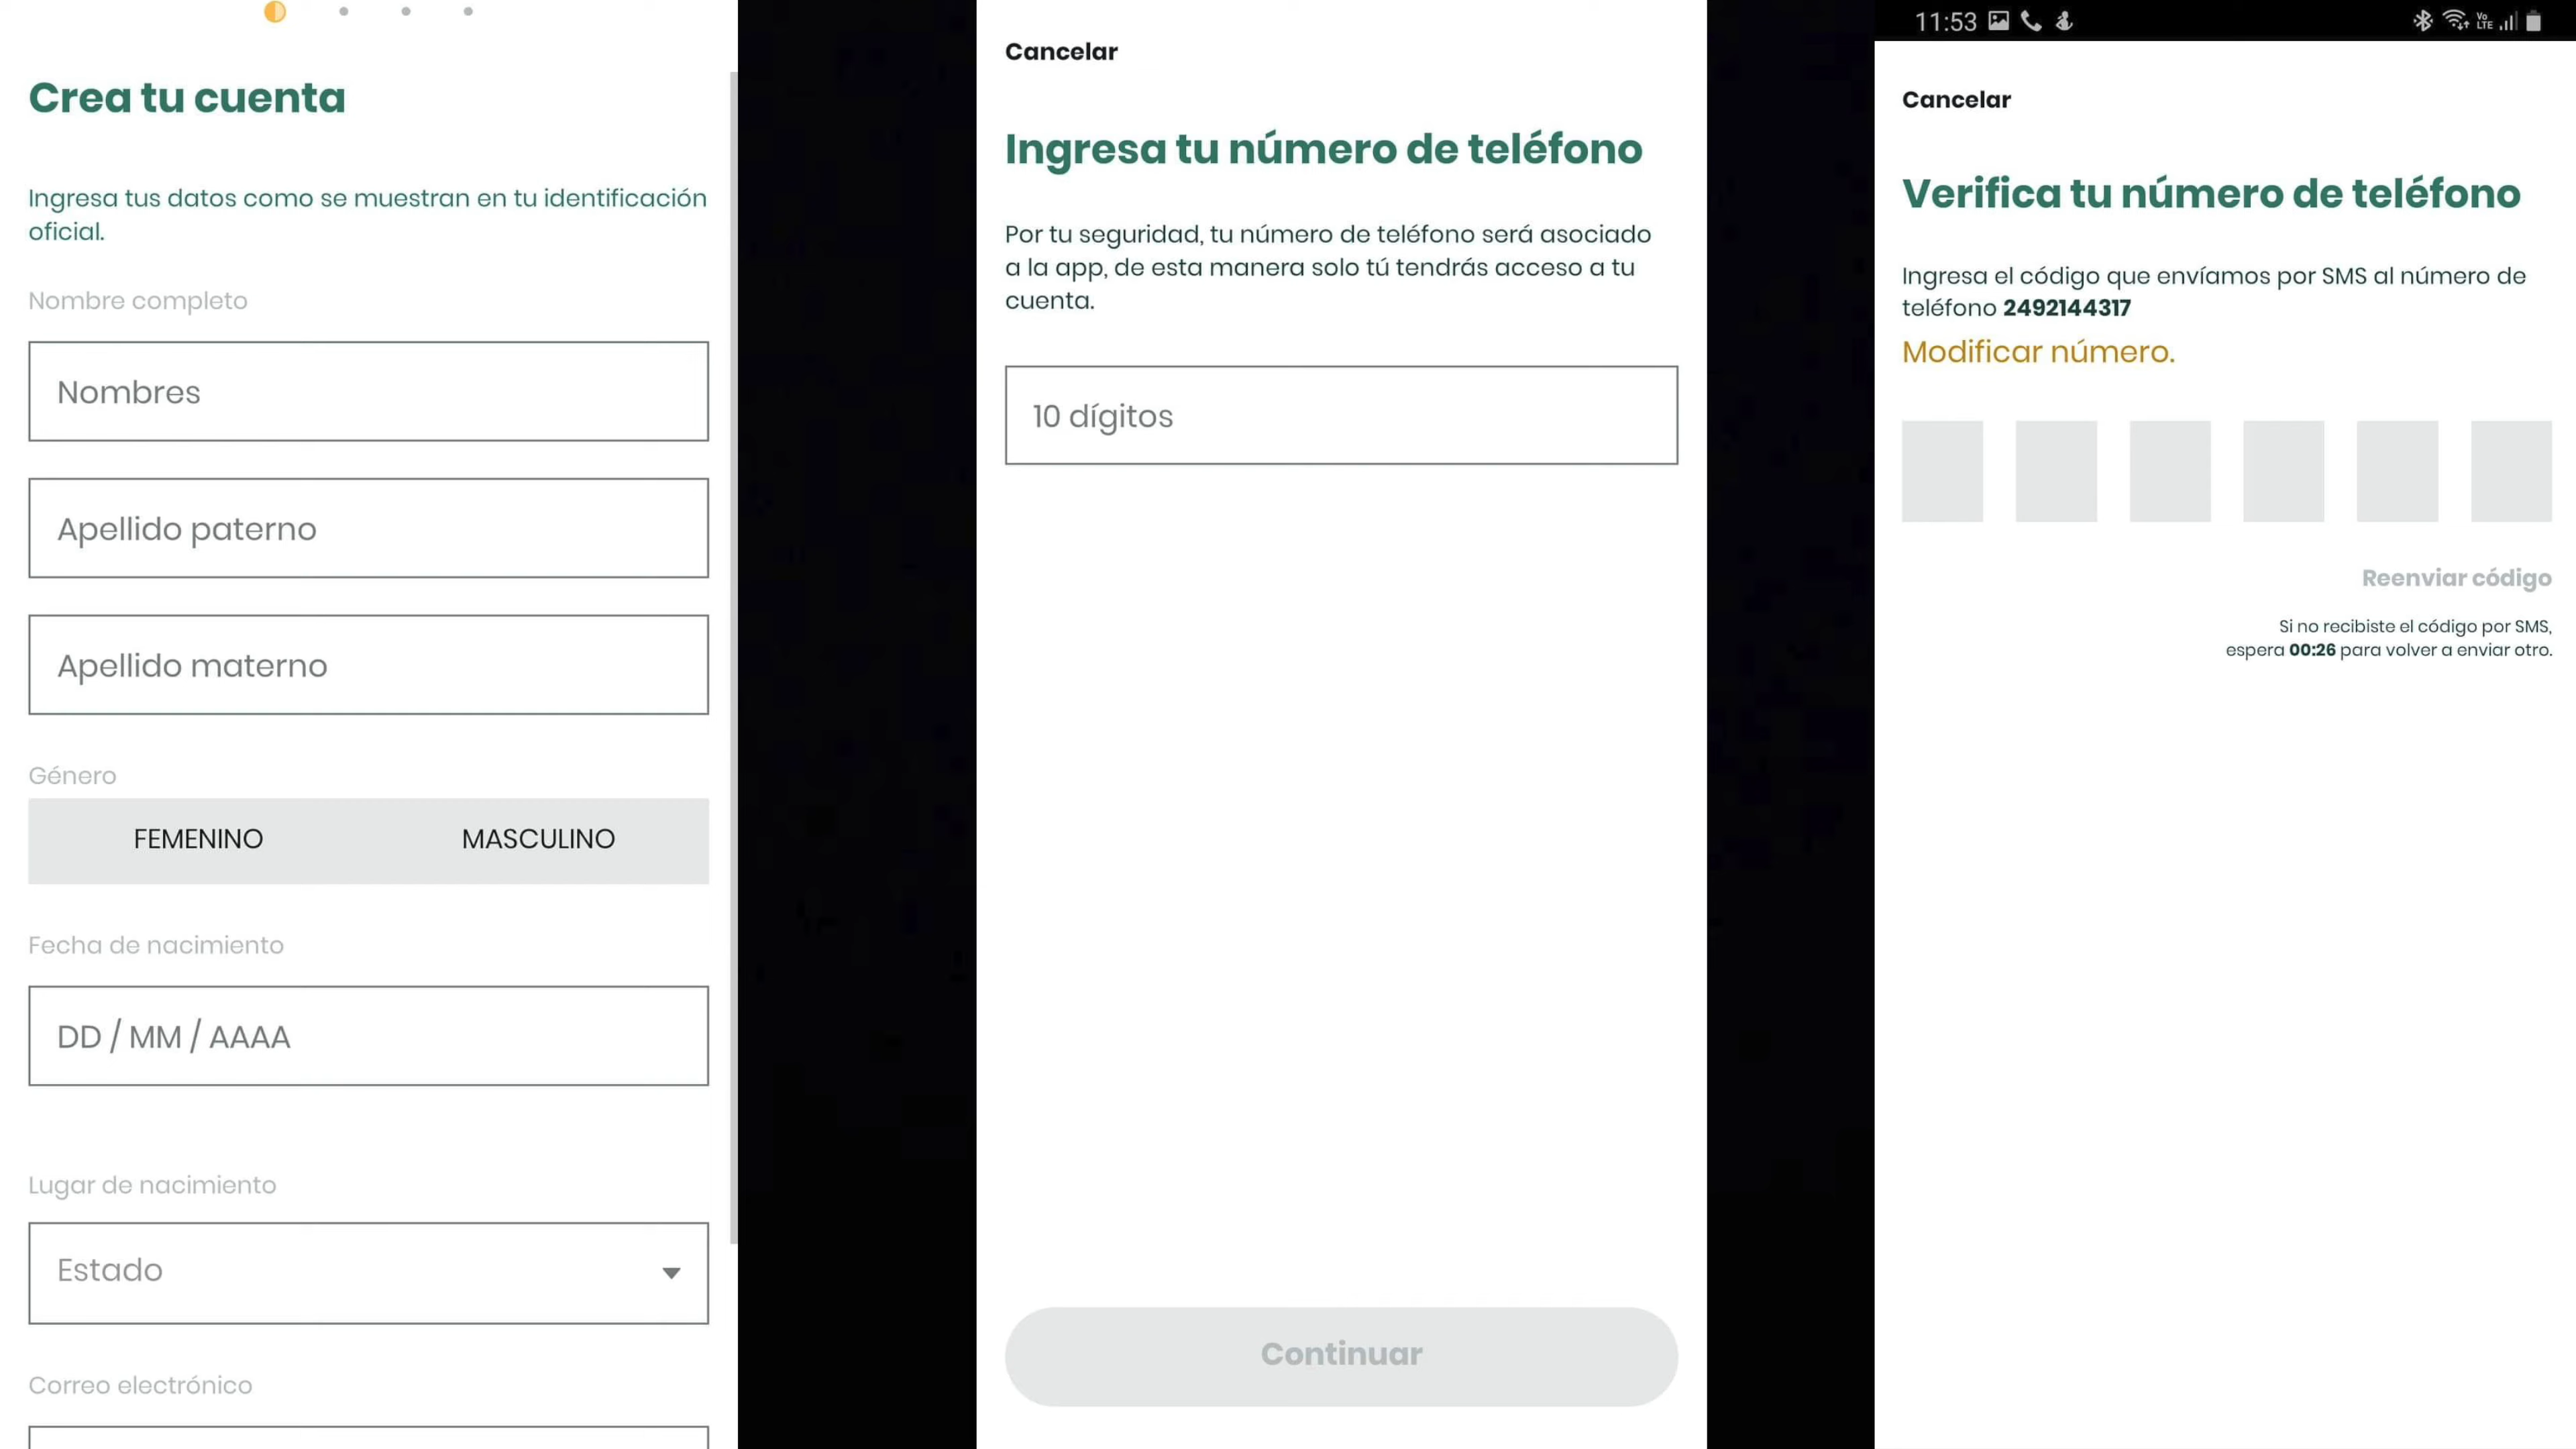 Crea tu cuenta
Ingresa tus datos como se muestran en tu identificación
oficial.
Nombre completo
Nombres
Apellido paterno
Apellido materno
Género
FEMENINO MASCULINO
Fecha de nacimiento
DD / MM / AAAA
Lugar de nacimiento
Estado
Correo electrónico
Cancelar
Ingresa tu número de teléfono
Por tu seguridad, tu número de teléfono será asociado
a la app, de esta manera solo tú tendrás acceso a tu
cuenta.
10 dígitos
Continuar
11:53 Vo LTE
Cancelar
Verifica tu número de teléfono
Ingresa el código que envíamos por SMS al número de
teléfono 2492144317
Modificar número.
Reenviar código
Si no recibiste el código por SMS,
espera 00:26 para volver a enviar otro.